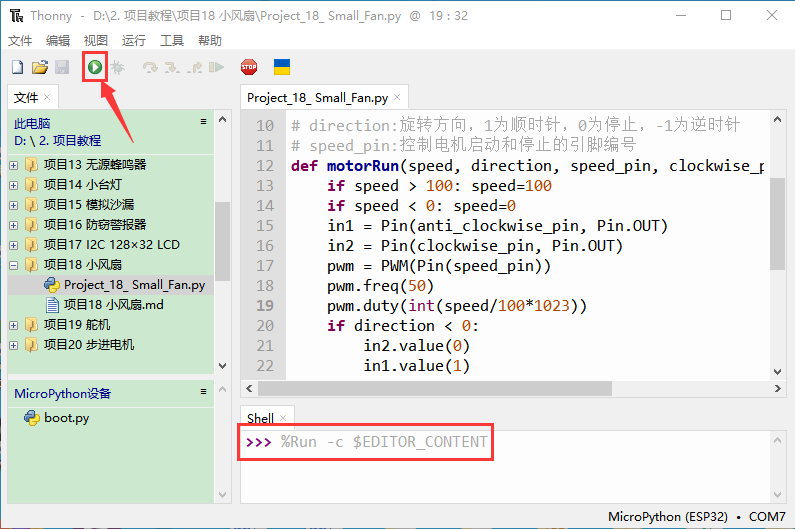 Thonny - D:\2. 项目教程\项目18 小风扇\Project_18_ Small_Fan.py @ 19 : 32
文件 编辑 视图 运行 工具 帮助
STOP
文件 ×
此电脑 ≡
D: \ 2. 项目教程
项目13 无源蜂鸣器
项目14 小台灯
项目15 模拟沙漏
项目16 防窃警报器
项目17 I2C 128×32 LCD
项目18 小风扇
Project_18_ Small_Fan.py
项目18 小风扇.md
项目19 舵机
项目20 步进电机
MicroPython设备 ≡
boot.py
Project_18_ Small_Fan.py ×
10 # direction:旋转方向，1为顺时针，0为停止，-1为逆时针
11 # speed_pin:控制电机启动和停止的引脚编号
12 def motorRun(speed, direction, speed_pin, clockwise_p
13 if speed > 100: speed=100
14 if speed < 0: speed=0
15 in1 = Pin(anti_clockwise_pin, Pin.OUT)
16 in2 = Pin(clockwise_pin, Pin.OUT)
17 pwm = PWM(Pin(speed_pin))
18 pwm.freq(50)
19 pwm.duty(int(speed/100*1023))
20 if direction < 0:
21 in2.value(0)
22 in1.value(1)
Shell ×
>>> %Run -c $EDITOR_CONTENT
MicroPython (ESP32) • COM7